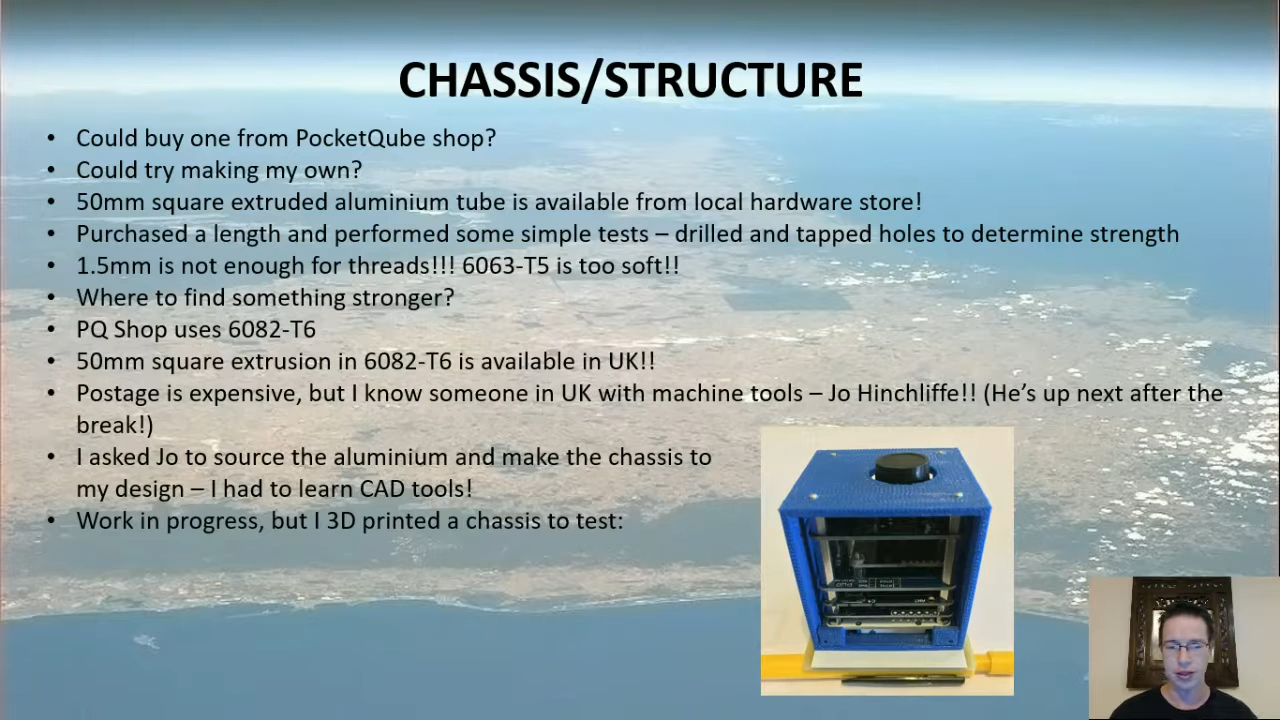 CHASSIS/STRUCTURE
• Could buy one from PocketQube shop?
• Could try making my own?
• 50mm square extruded aluminium tube is available from local hardware store!
• Purchased a length and performed some simple tests – drilled and tapped holes to determine strength
• 1.5mm is not enough for threads!!! 6063-T5 is too soft!!
• Where to find something stronger?
• PQ Shop uses 6082-T6
• 50mm square extrusion in 6082-T6 is available in UK!!
• Postage is expensive, but I know someone in UK with machine tools – Jo Hinchliffe!! (He’s up next after the
break!)
• I asked Jo to source the aluminium and make the chassis to
my design – I had to learn CAD tools!
• Work in progress, but I 3D printed a chassis to test: